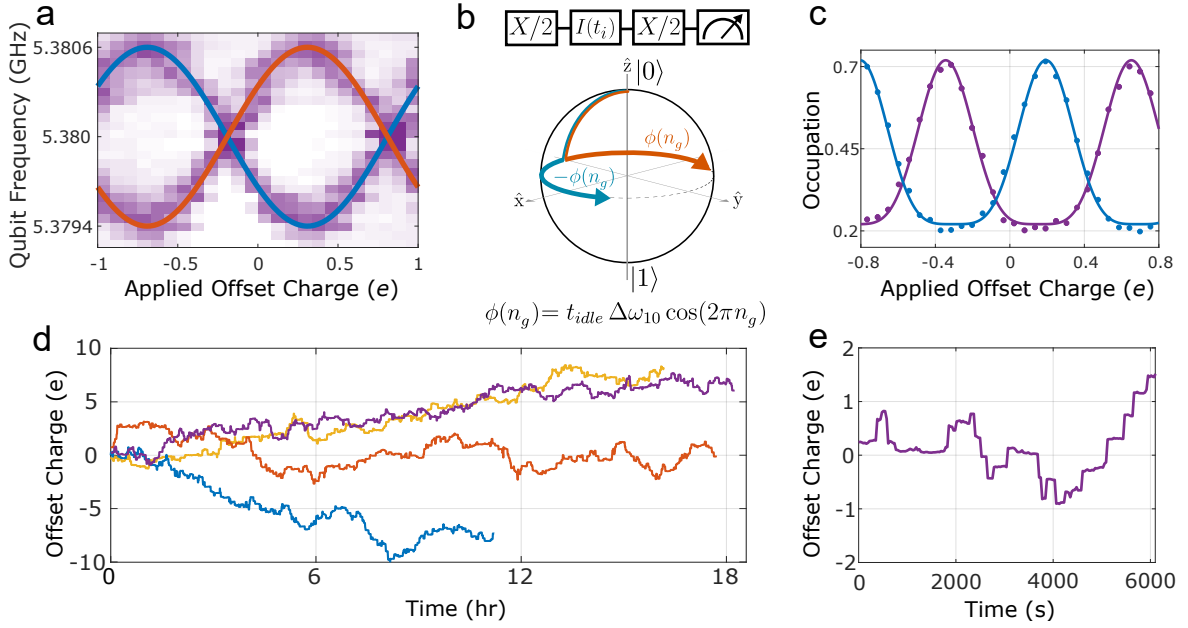 a
Qubit Frequency (GHz)
5.3806
5.380
5.3794
-1
-0.5
0
0.5
1
Applied Offset Charge (e)
b
X/2
I(t_i)
X/2
ẑ
|0⟩
ϕ(n_g)
−ϕ(n_g)
x̂
ŷ
|1⟩
ϕ(n_g)= t_idle Δω_10 cos(2πn_g)
c
Occupation
0.7
0.45
0.2
-0.8
-0.4
0
0.4
0.8
Applied Offset Charge (e)
d
Offset Charge (e)
10
5
0
-5
-10
0
6
12
18
Time (hr)
e
Offset Charge (e)
2
1
0
-1
-2
0
2000
4000
6000
Time (s)